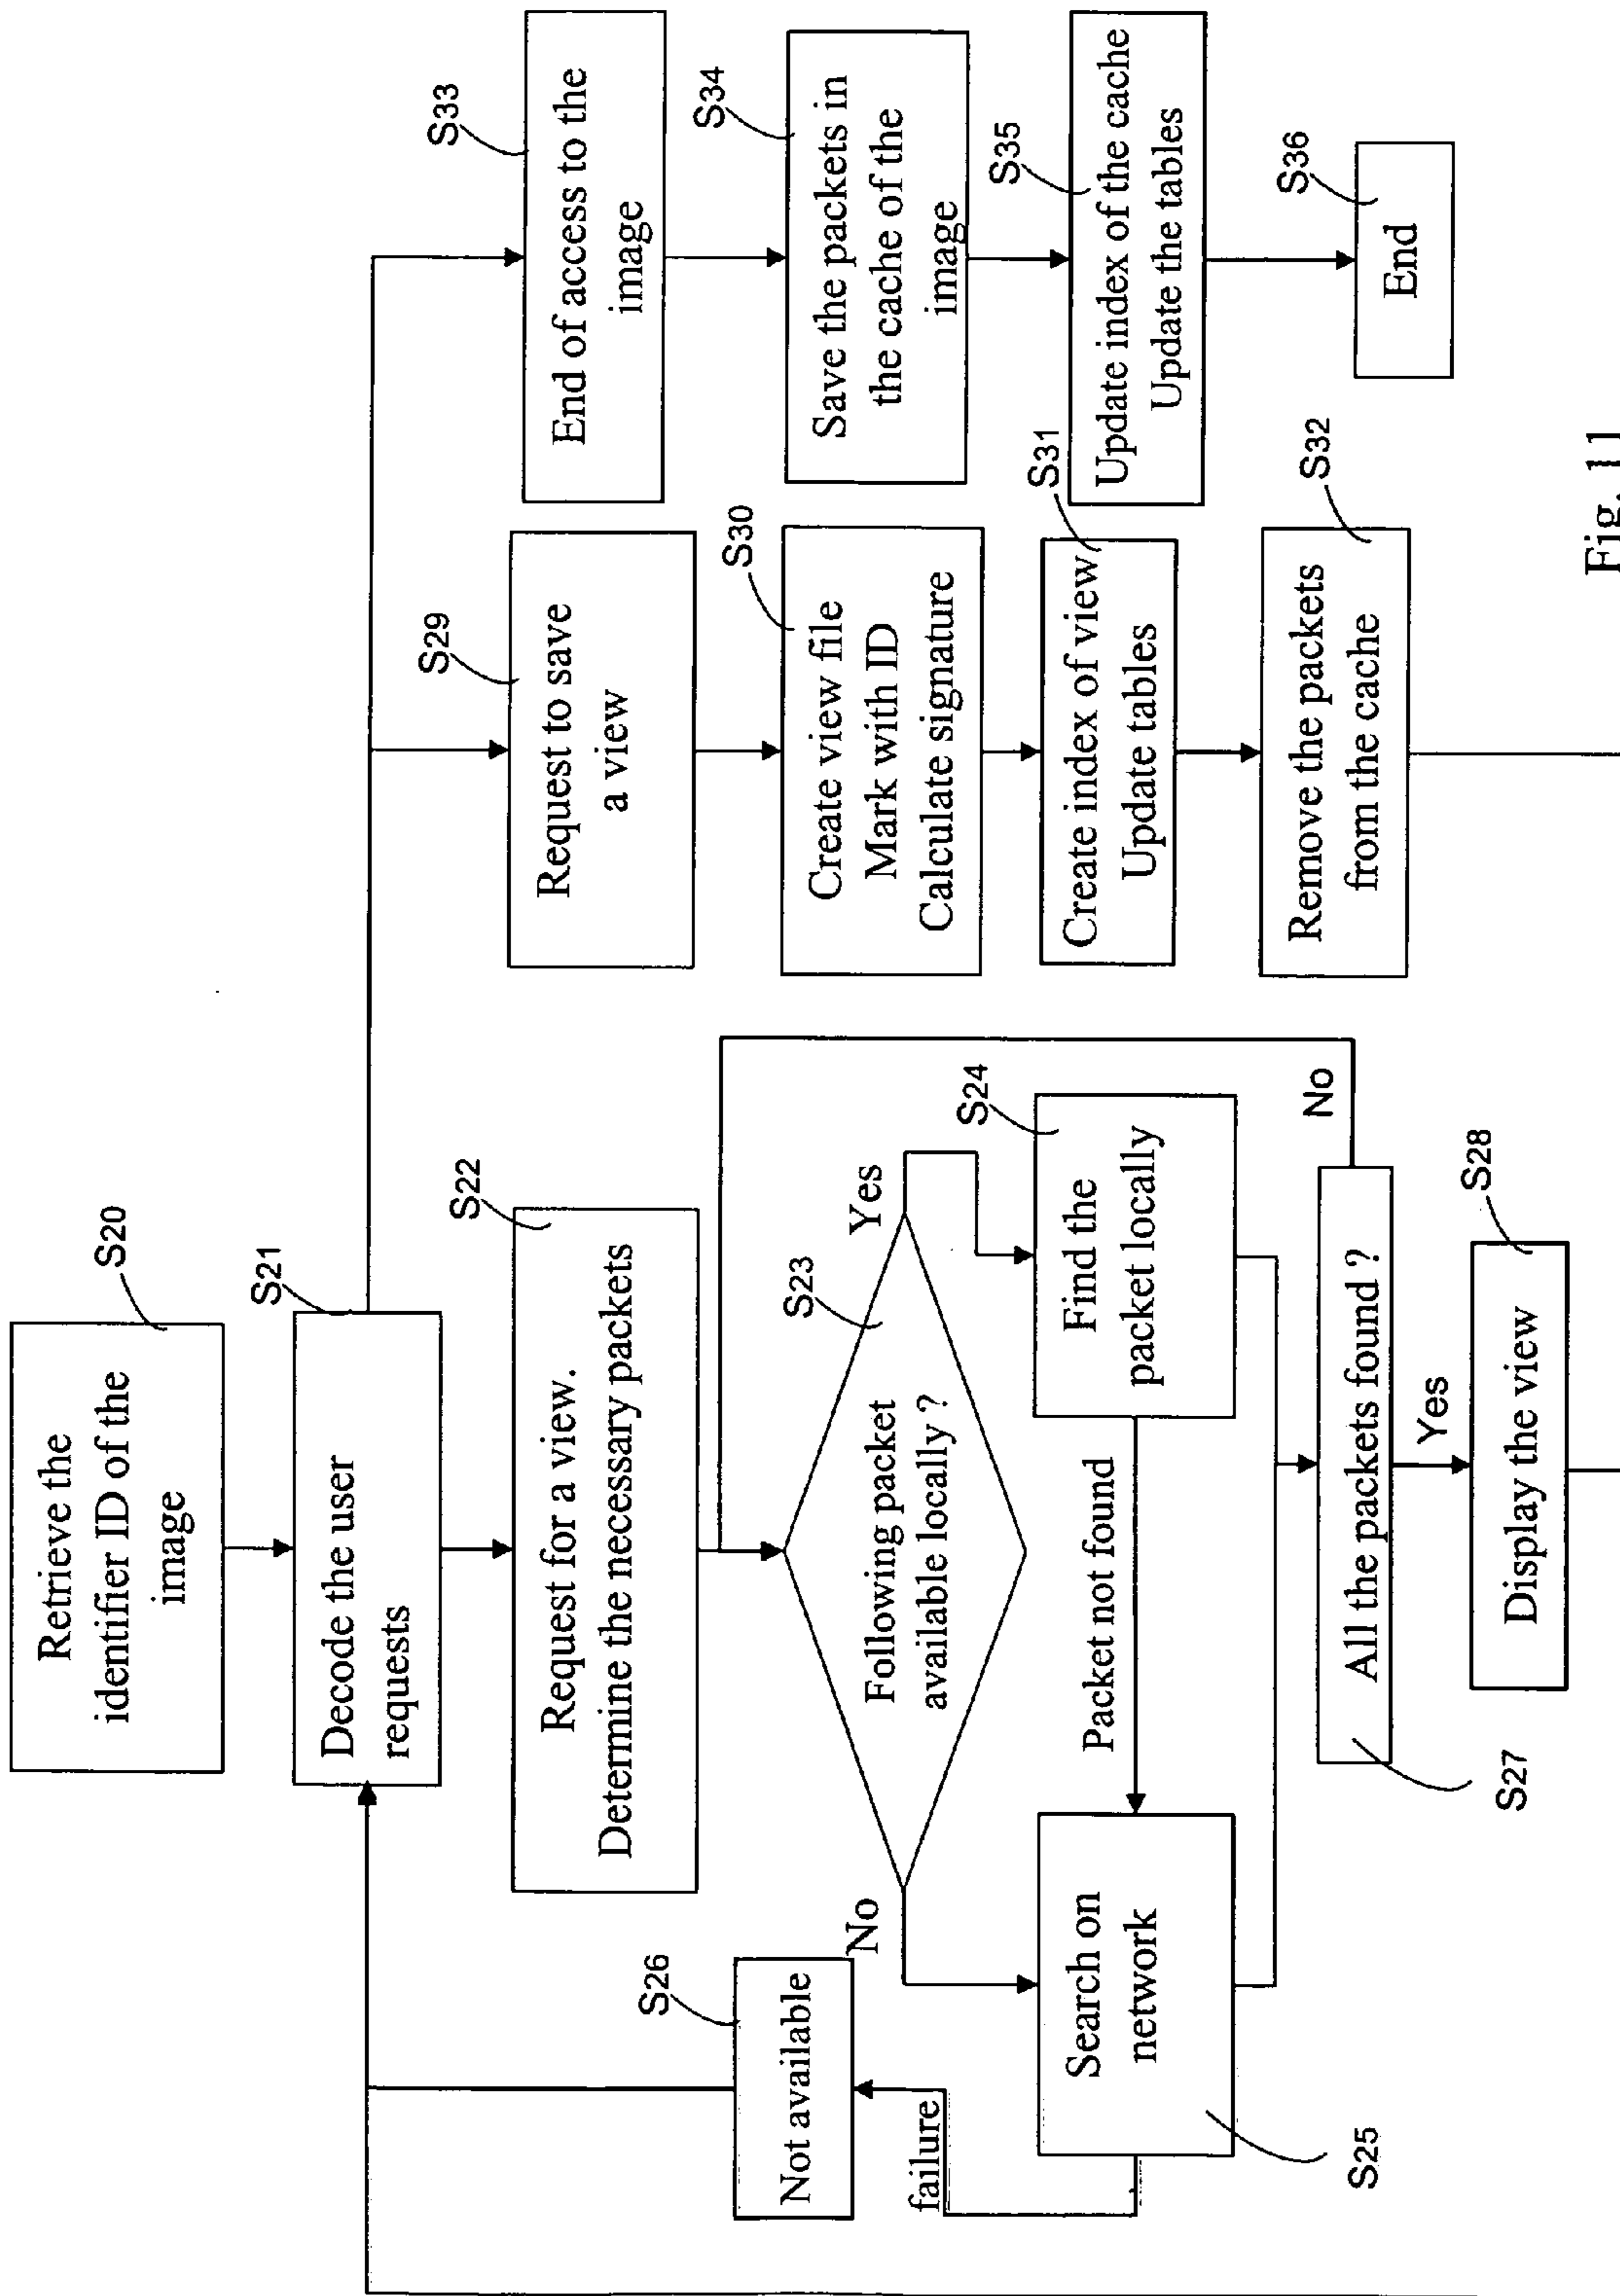 S20
Retrieve the
identifier ID of the
image
S21
Decode the user
requests
S22
Request for a view.
Determine the necessary packets
S23
Following packet
available locally ?
Yes
No
S24
Find the
packet locally
Packet not found
S25
Search on
network
failure
S26
Not available
S27
All the packets found ?
No
Yes
S28
Display the view
S29
Request to save
a view
S30
Create view file
Mark with ID
Calculate signature
S31
Create index of view
Update tables
S32
Remove the packets
from the cache
S33
End of access to the
image
S34
Save the packets in
the cache of the
image
S35
Update index of the cache
Update the tables
S36
End
Fig. 11